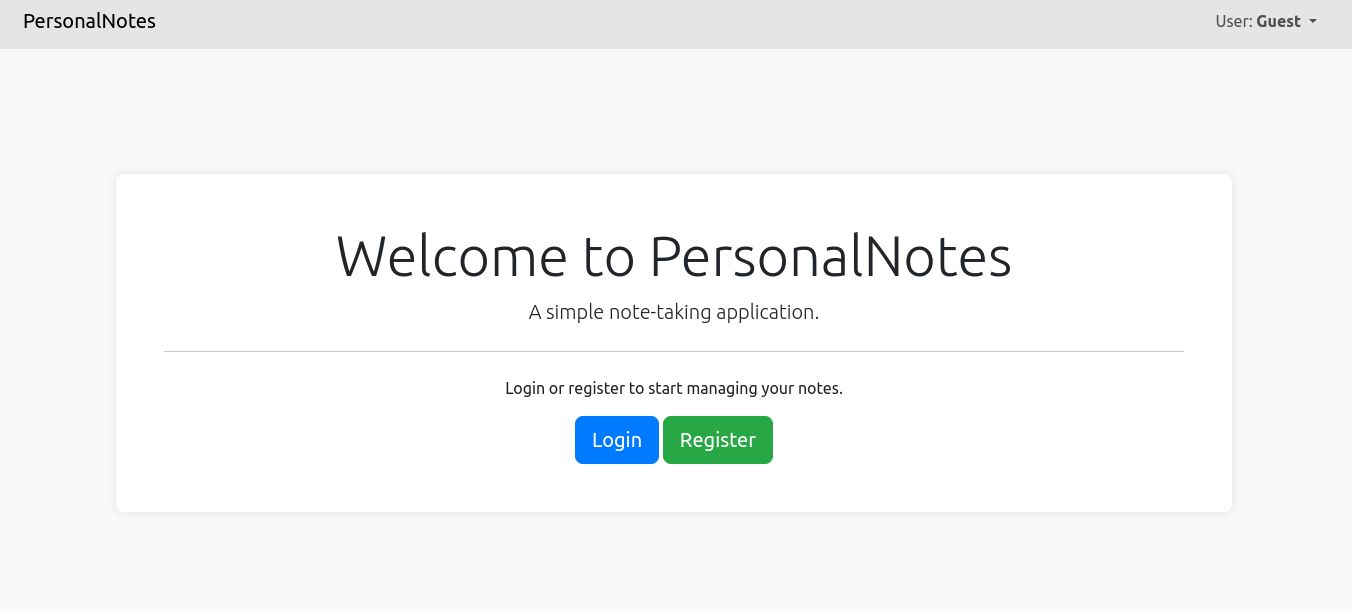 PersonalNotes
User: Guest
Welcome to PersonalNotes
A simple note-taking application.
Login or register to start managing your notes.
Login Register